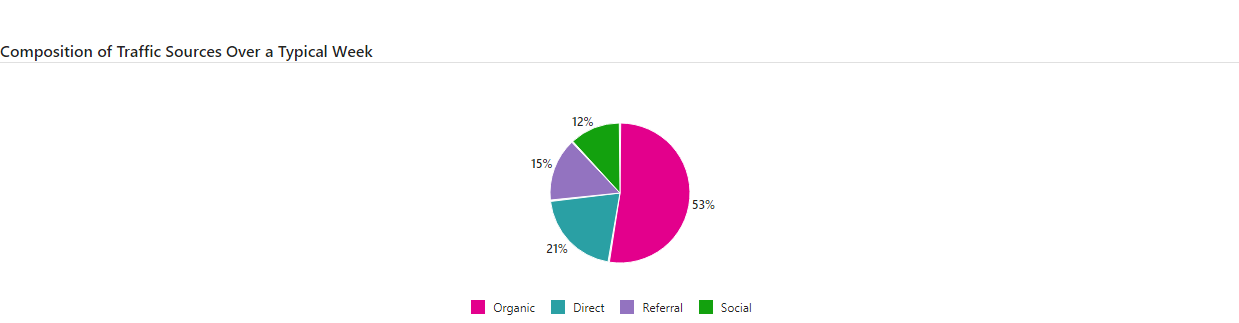 Composition of Traffic Sources Over a Typical Week
12%
15%
53%
21%
Organic Direct Referral Social